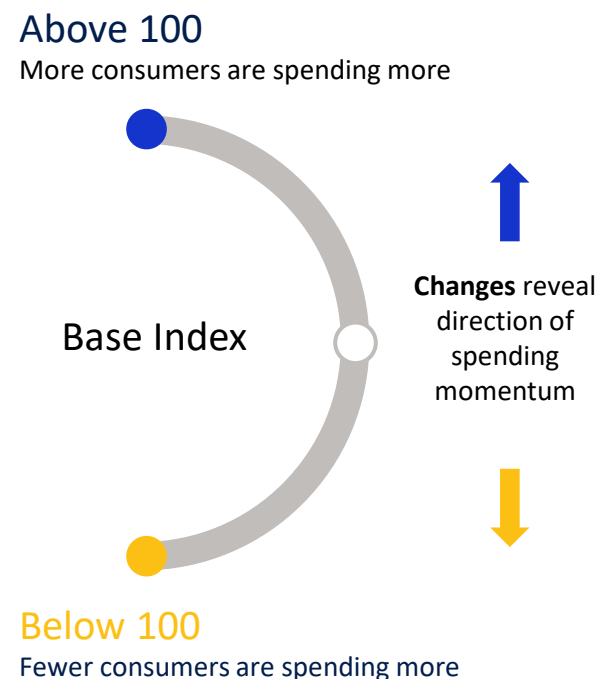 Above 100
More consumers are spending more
Changes reveal
direction of
spending
momentum
Base Index
Below 100
Fewer consumers are spending more